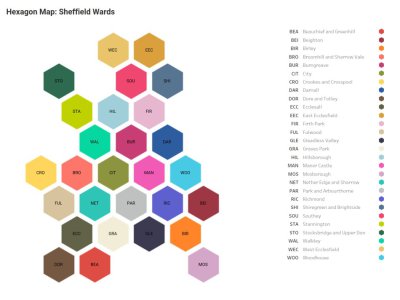 Hexagon Map: Sheffield Wards
WEC
EEC
STO
SOU
SHI
STA
HIL
FIR
WAL
BUR
DAR
CRO
BRO
CIT
MAN
WOO
FUL
NET
PAR
RIC
BEI
ECC
GRA
GLE
BIR
DOR
BEA
MOS
BEA Beauchief and Greenhill
BEI Beighton
BIR Birley
BRO Broomhill and Sharrow Vale
BUR Burngreave
CIT City
CRO Crookes and Crosspool
DAR Darnall
DOR Dore and Totley
ECC Ecclesall
EEC East Ecclesfield
FIR Firth Park
FUL Fulwood
GLE Gleadless Valley
GRA Graves Park
HIL Hillsborough
MAN Manor Castle
MOS Mosborough
NET Nether Edge and Sharrow
PAR Park and Arbourthorne
RIC Richmond
SHI Shiregreen and Brightside
SOU Southey
STA Stannington
STO Stocksbridge and Upper Don
WAL Walkley
WEC West Ecclesfield
WOO Woodhouse